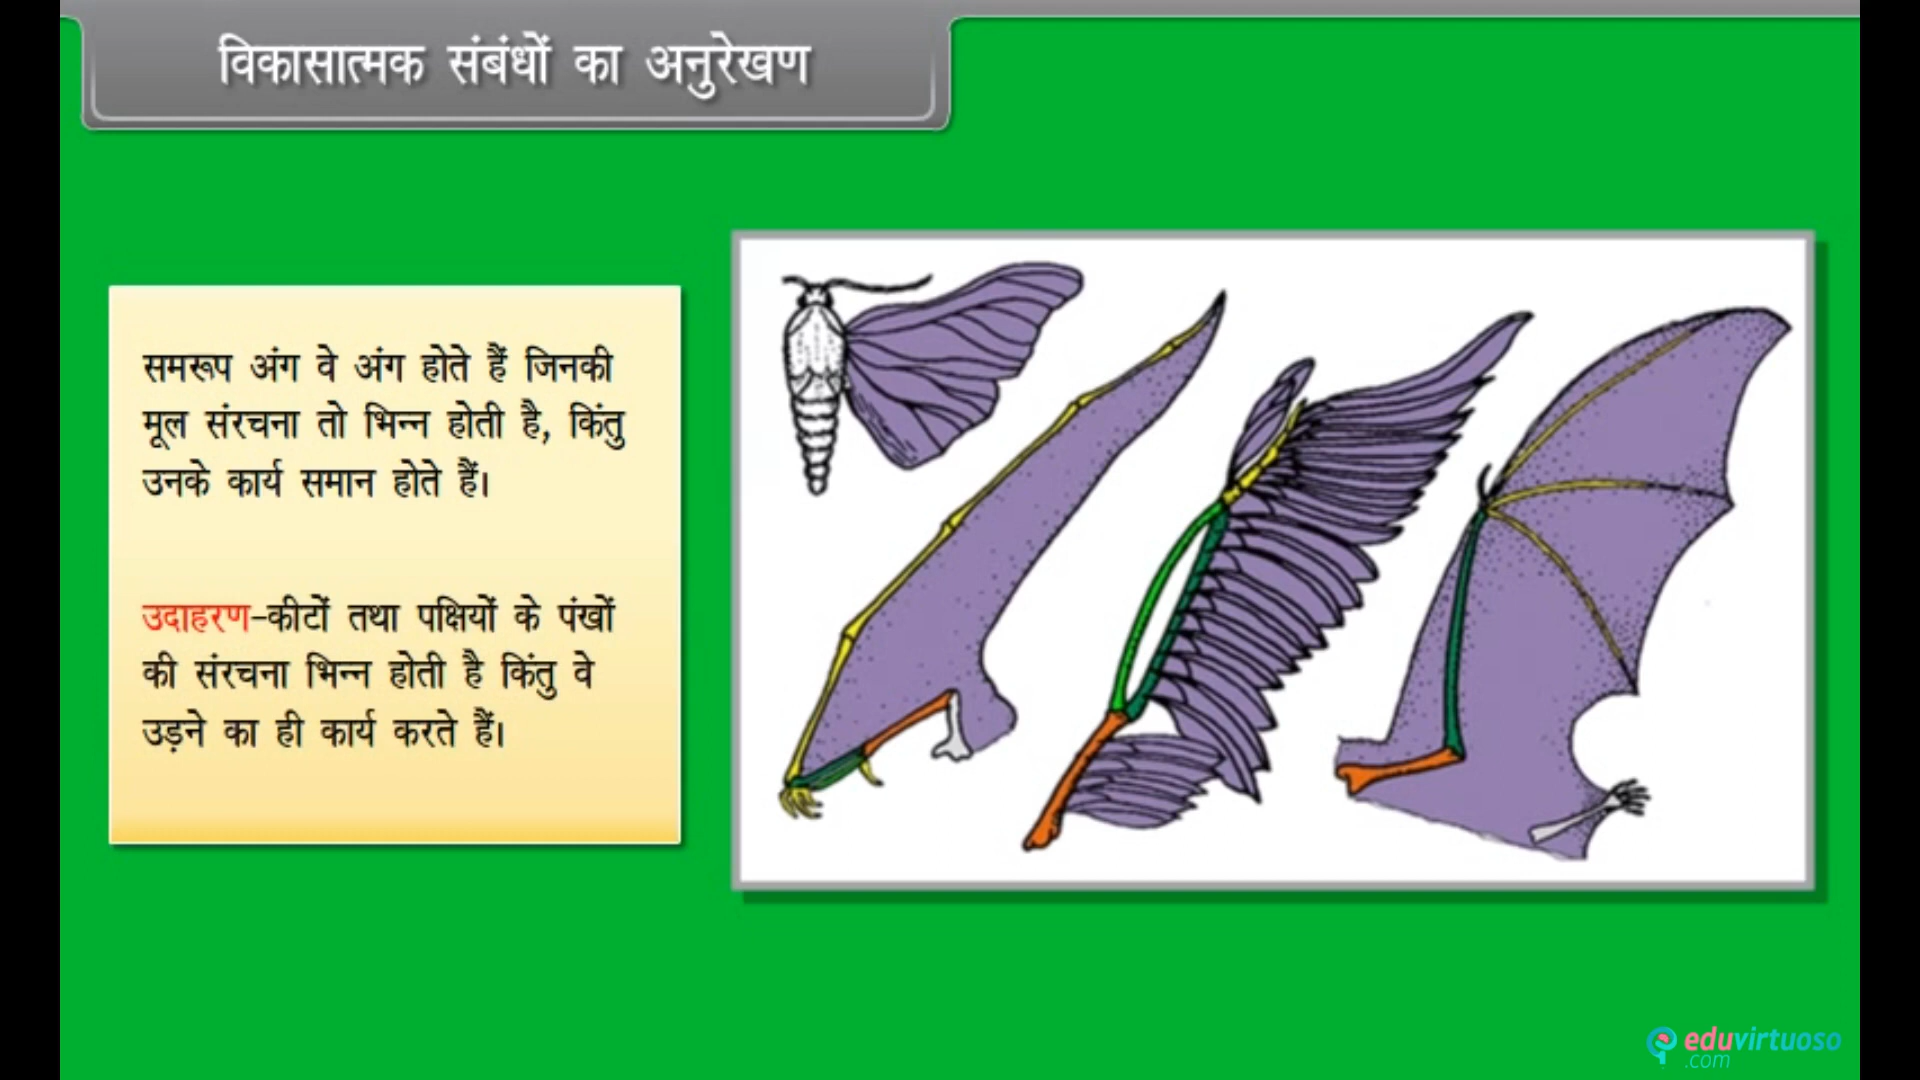 विकासात्मक संबंधों का अनुरेखण
समरूप अंग वे अंग होते हैं जिनकी
मूल संरचना तो भिन्न होती है, किंतु
उनके कार्य समान होते हैं।
उदाहरण-कीटों तथा पक्षियों के पंखों
की संरचना भिन्न होती है किंतु वे
उड़ने का ही कार्य करते हैं।
eduvirtuoso
.com